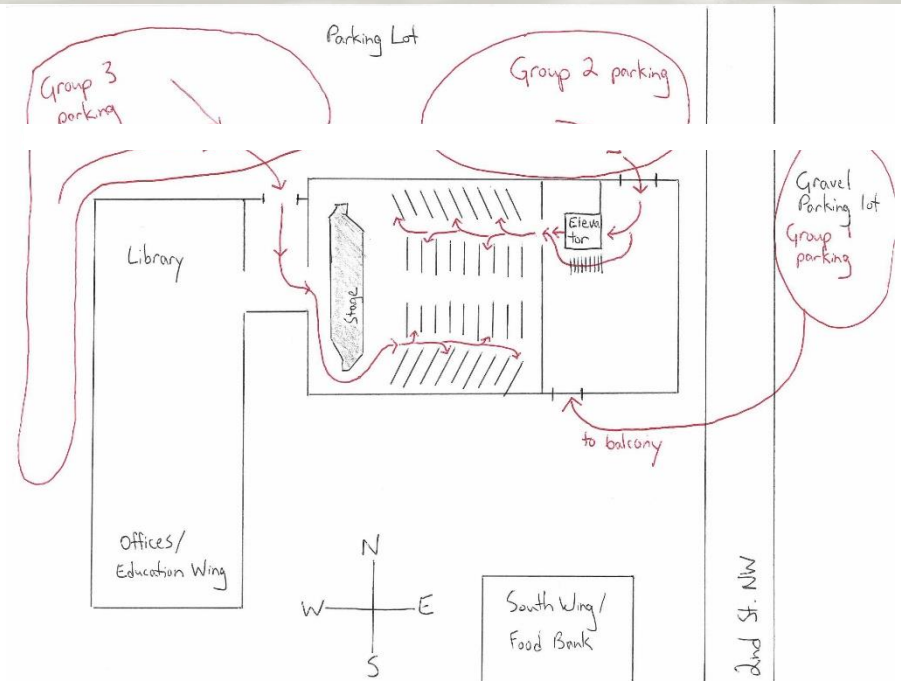 Parking Lot
Group 3
parking
Group 2 parking
Gravel
Parking lot
Group 1
parking
Eleva
tor
Library
Stage
to balcony
Offices/
Education Wing
N
W
E
S
South Wing/
Food Bank
2nd St. NW